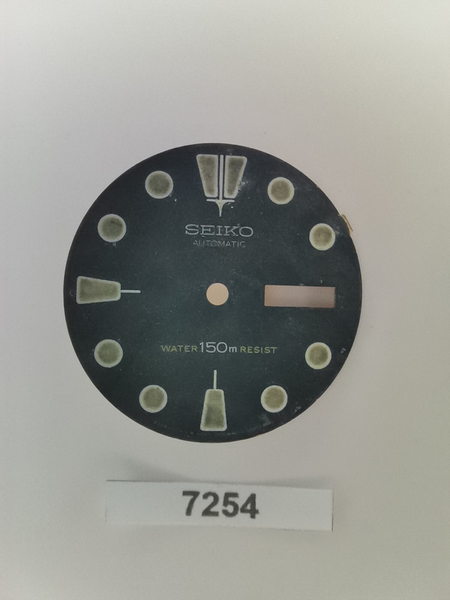 SEIKO
AUTOMATIC
WATER 150m RESIST
7254